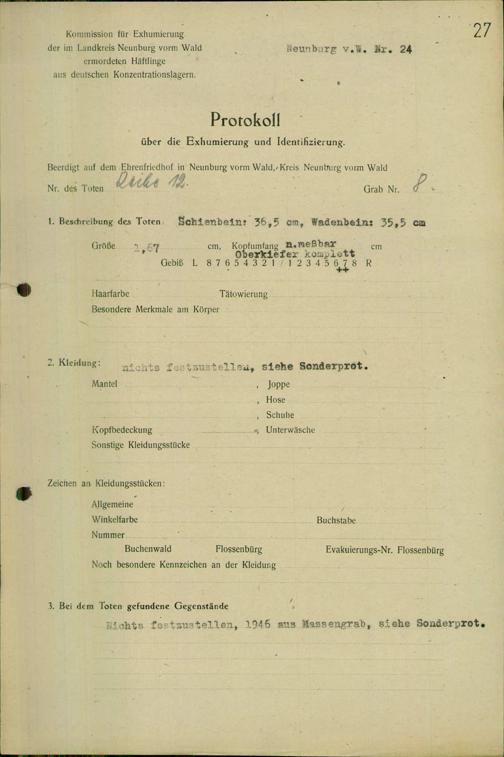 27
Kommission für Exhumierung
der im Landkreis Neunburg vorm Wald
ermordeten Häftlinge
aus deutschen Konzentrationslagern.
Neunburg v.W. Nr. 24
Protokoll
über die Exhumierung und Identifizierung.
Beerdigt auf dem Ehrenfriedhof in Neunburg vorm Wald, Kreis Neunburg vorm Wald
Nr. des Toten Reihe 12. Grab Nr. 8.
1. Beschreibung des Toten: Schienbein: 36,5 cm, Wadenbein: 35,5 cm
Größe 1,67 cm, Kopfumfang n.meßbar cm
Oberkiefer komplett
Gebiß L 8 7 6 5 4 3 2 1 / 1 2 3 4 5 6 7 8 R
++
Haarfarbe Tätowierung
Besondere Merkmale am Körper
2. Kleidung: nichts festzustellen, siehe Sonderprot.
Mantel , Joppe
, Hose
, Schuhe
Kopfbedeckung , Unterwäsche
Sonstige Kleidungsstücke
Zeichen an Kleidungsstücken:
Allgemeine
Winkelfarbe Buchstabe
Nummer
Buchenwald Flossenbürg Evakuierungs-Nr. Flossenbürg
Noch besondere Kennzeichen an der Kleidung
3. Bei dem Toten gefundene Gegenstände
Nichts festzustellen, 1946 aus Massengrab, siehe Sonderprot.